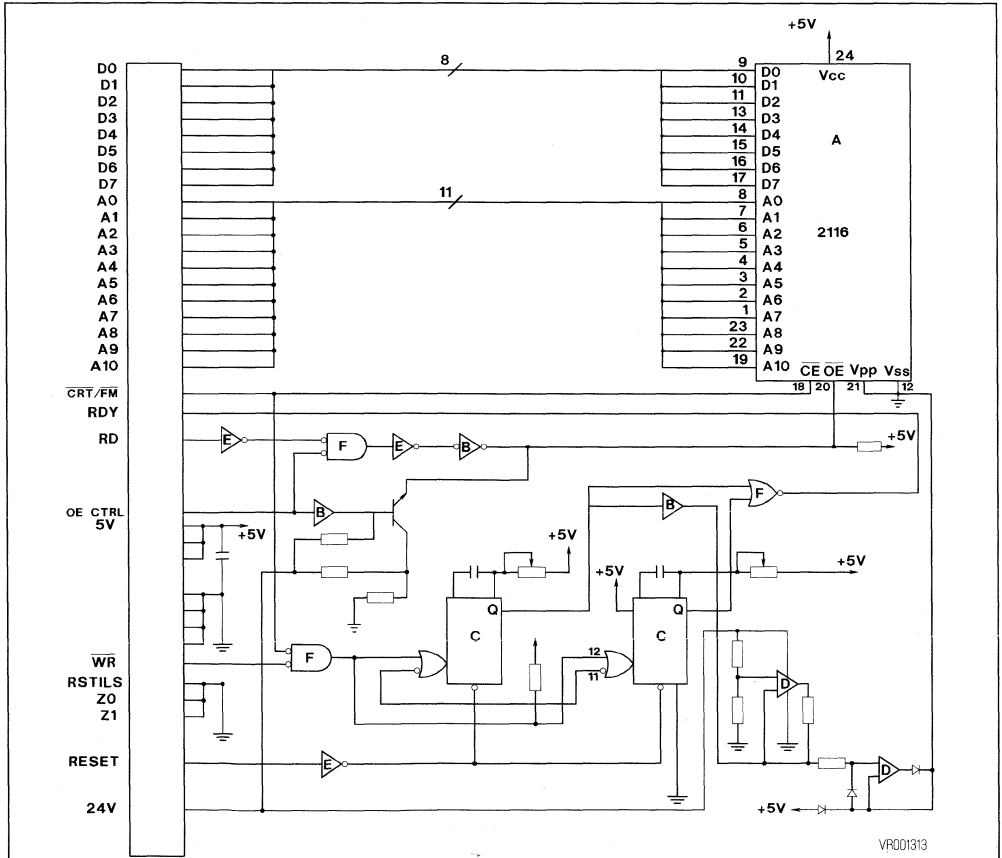 +5V
24
8
D0
9
D0
Vcc
D1
10
D1
D2
11
D2
D3
13
D3
D4
14
D4
A
D5
15
D5
D6
16
D6
D7
17
D7
11
A0
8
A0
A1
7
A1
A2
6
A2
2116
A3
5
A3
A4
4
A4
A5
3
A5
A6
2
A6
A7
1
A7
A8
23
A8
A9
22
A9
A10
19
A10
CE OE Vpp Vss
CRT/FM
18 20 21 12
RDY
RD
E
F
E
B
+5V
OE CTRL
B
F
5V
+5V
B
+5V
+5V
+5V
+5V
Q
Q
C
C
F
12
WR
11
RSTILS
D
Z0
Z1
RESET
E
D
24V
+5V
VR001313